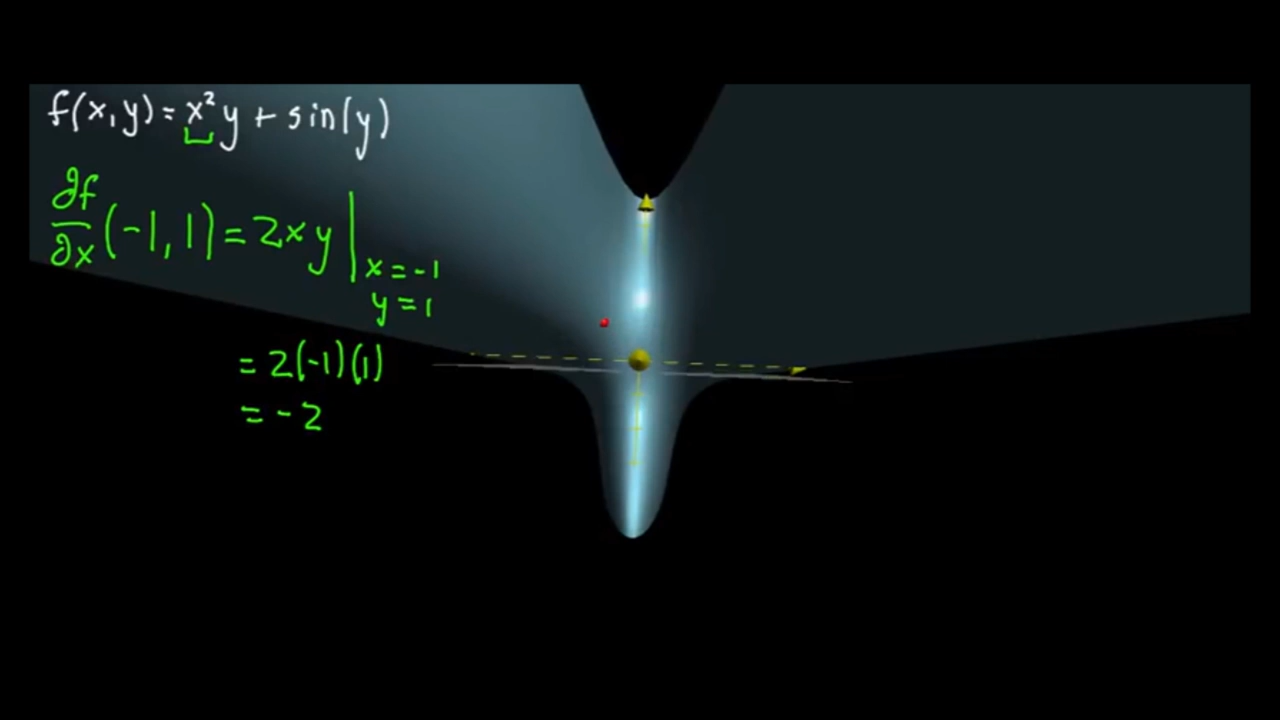 f(x,y)=x²y+sin(y)
∂f/∂x(-1,1)=2xy|x=-1
y=1
=2(-1)(1)
=-2